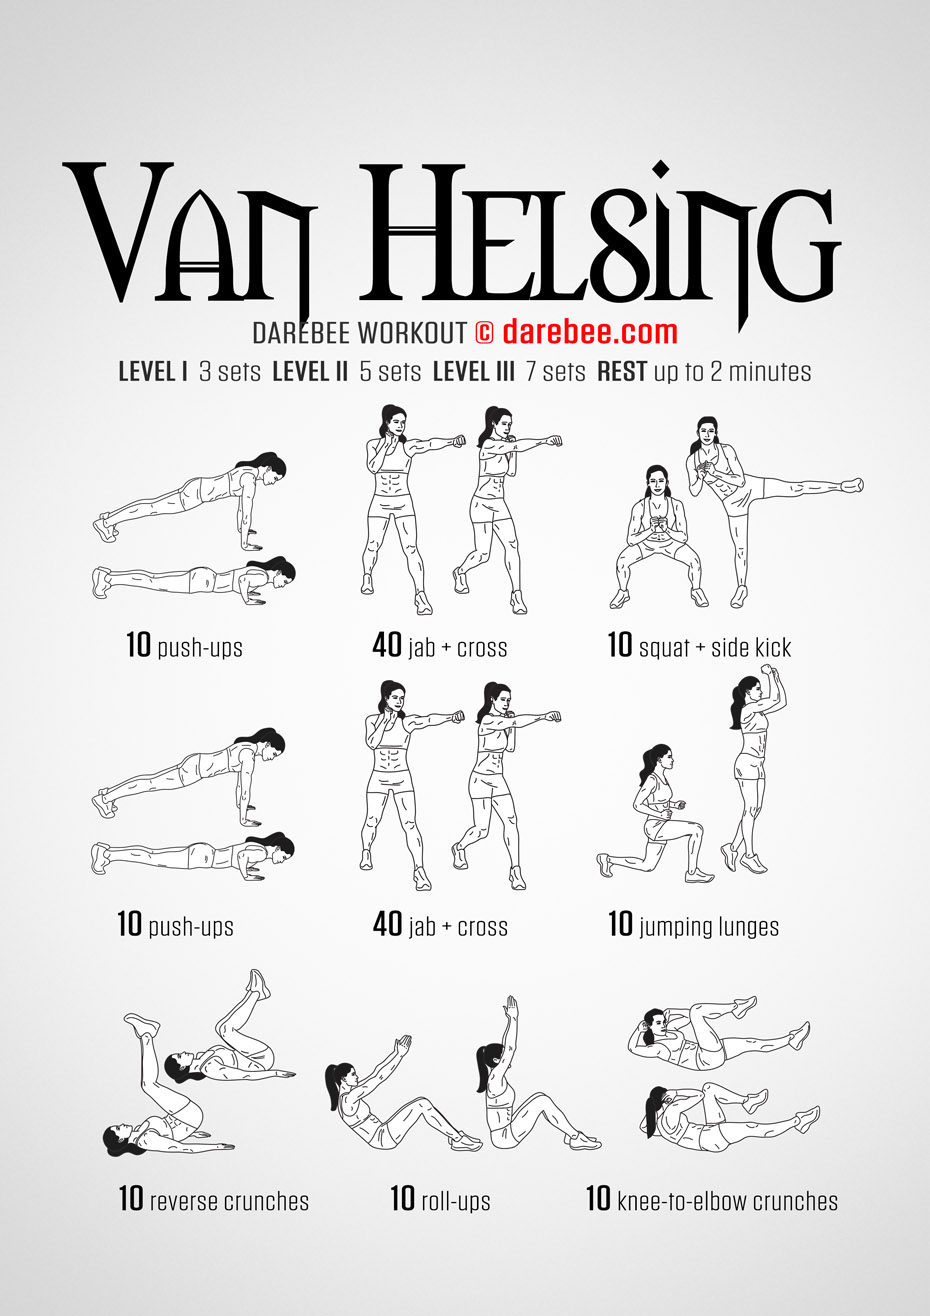 Van Helsing
DAREBEE WORKOUT © darebee.com
LEVEL I 3 sets LEVEL II 5 sets LEVEL III 7 sets REST up to 2 minutes
10 push-ups
40 jab + cross
10 squat + side kick
10 push-ups
40 jab + cross
10 jumping lunges
10 reverse crunches
10 roll-ups
10 knee-to-elbow crunches